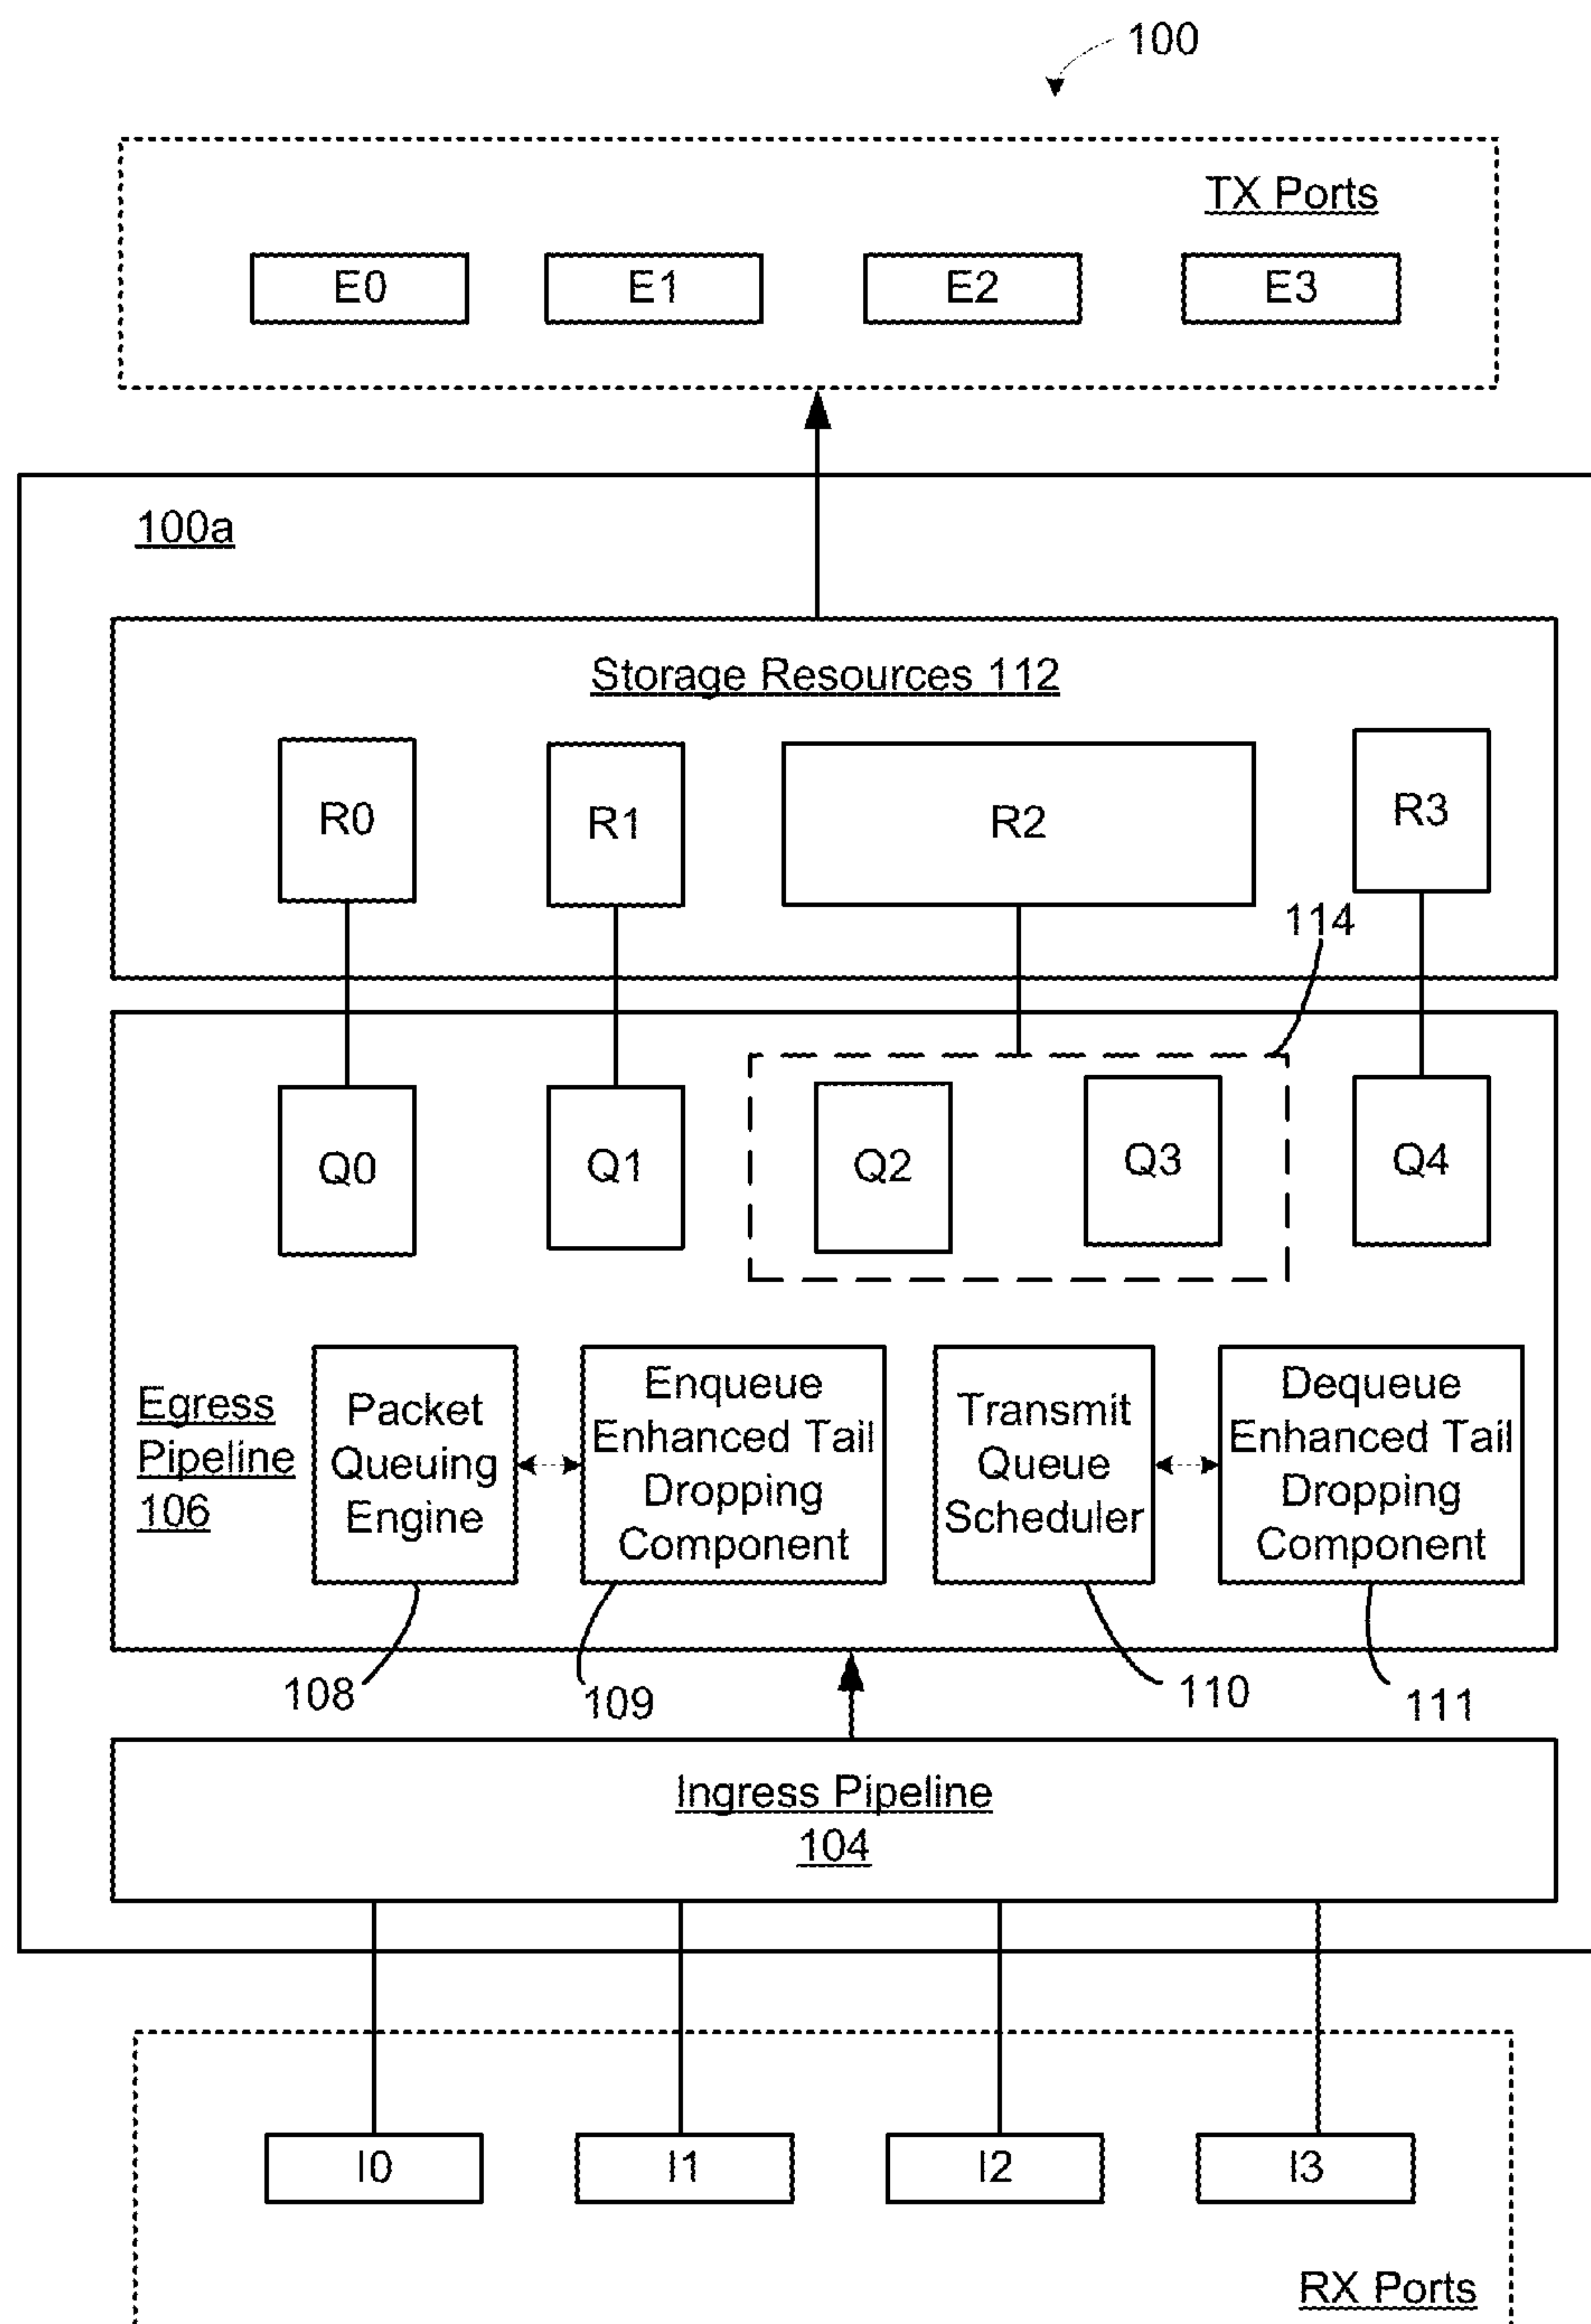 100
TX Ports
E0
E1
E2
E3
100a
Storage Resources 112
R0
R1
R2
R3
114
Q0
Q1
Q2
Q3
Q4
Egress
Pipeline
106
Packet
Queuing
Engine
Enqueue
Enhanced Tail
Dropping
Component
Transmit
Queue
Scheduler
Dequeue
Enhanced Tail
Dropping
Component
108
109
110
111
Ingress Pipeline
104
I0
I1
I2
I3
RX Ports